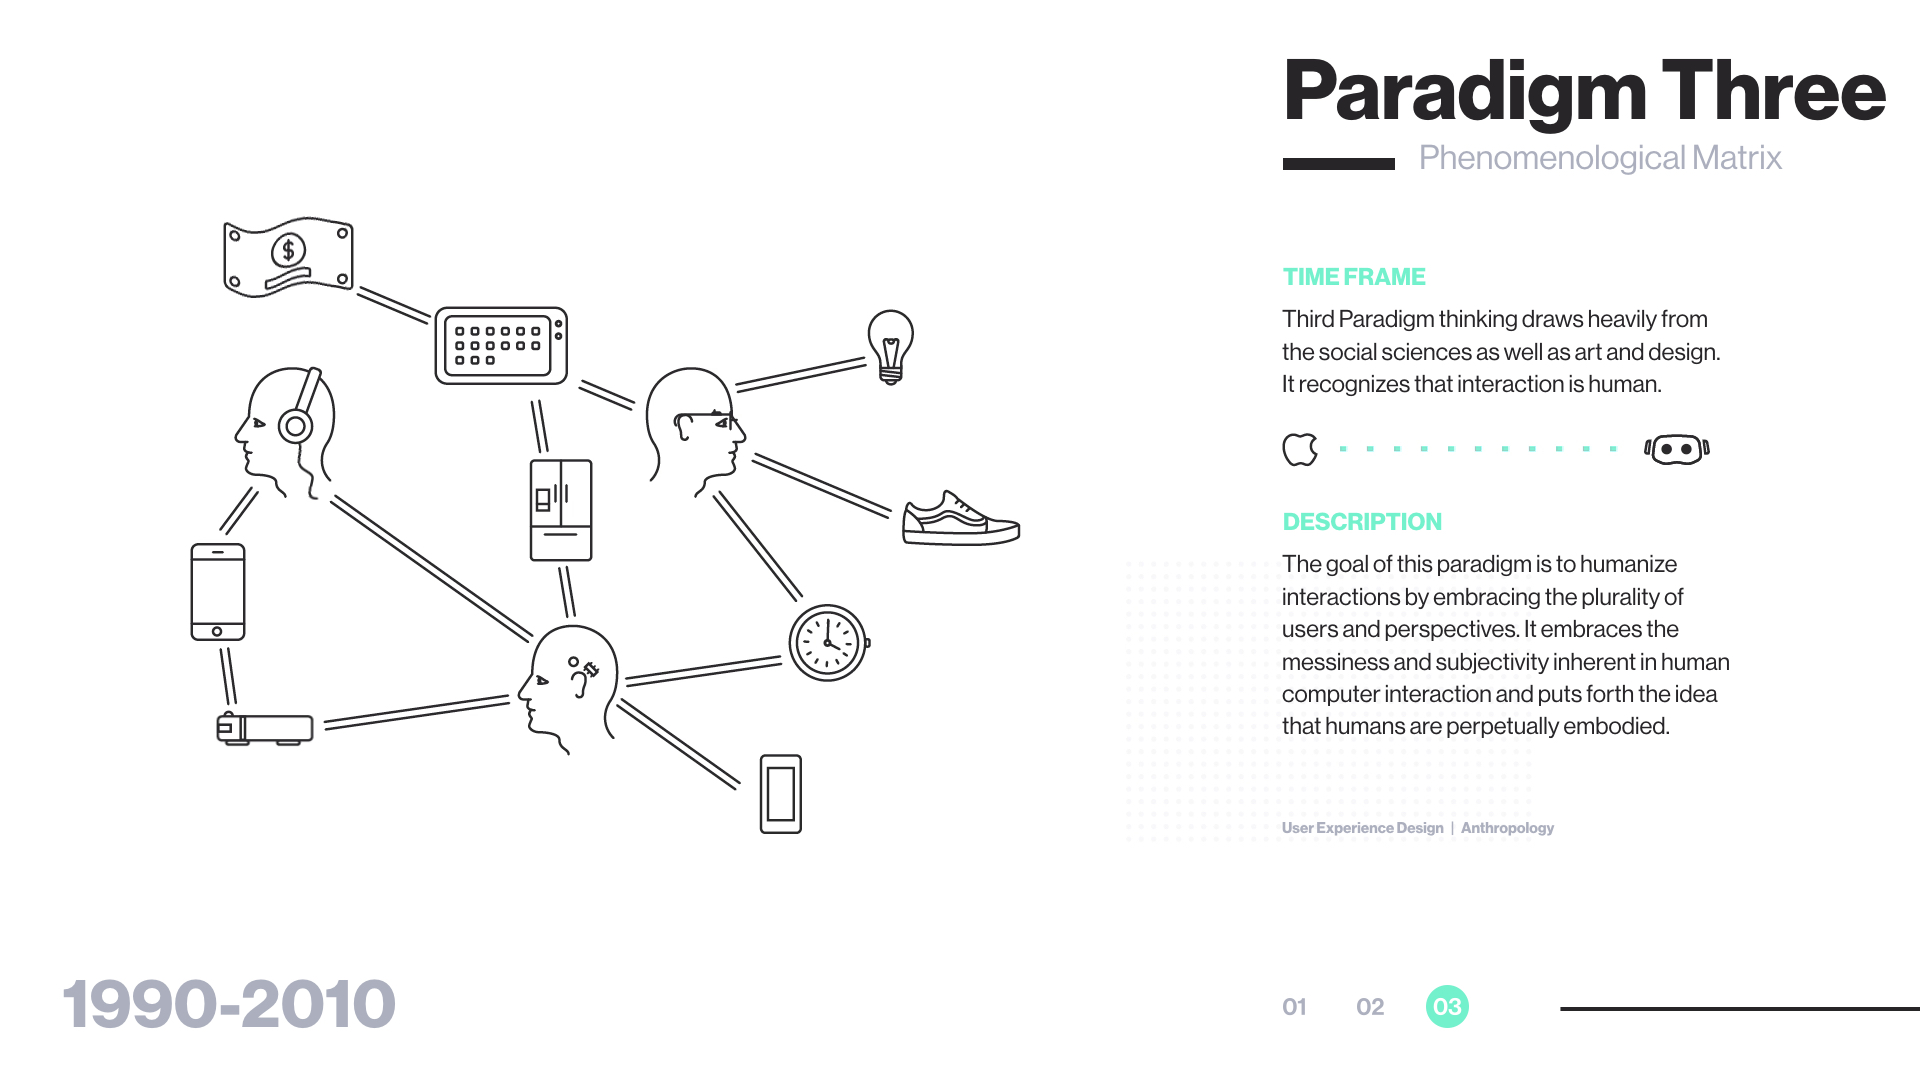 Paradigm Three
Phenomenological Matrix
$
TIME FRAME
Third Paradigm thinking draws heavily from
the social sciences as well as art and design.
It recognizes that interaction is human.
DESCRIPTION
The goal of this paradigm is to humanize
interactions by embracing the plurality of
users and perspectives. It embraces the
messiness and subjectivity inherent in human
computer interaction and puts forth the idea
that humans are perpetually embodied.
User Experience Design | Anthropology
1990-2010
01 02 03